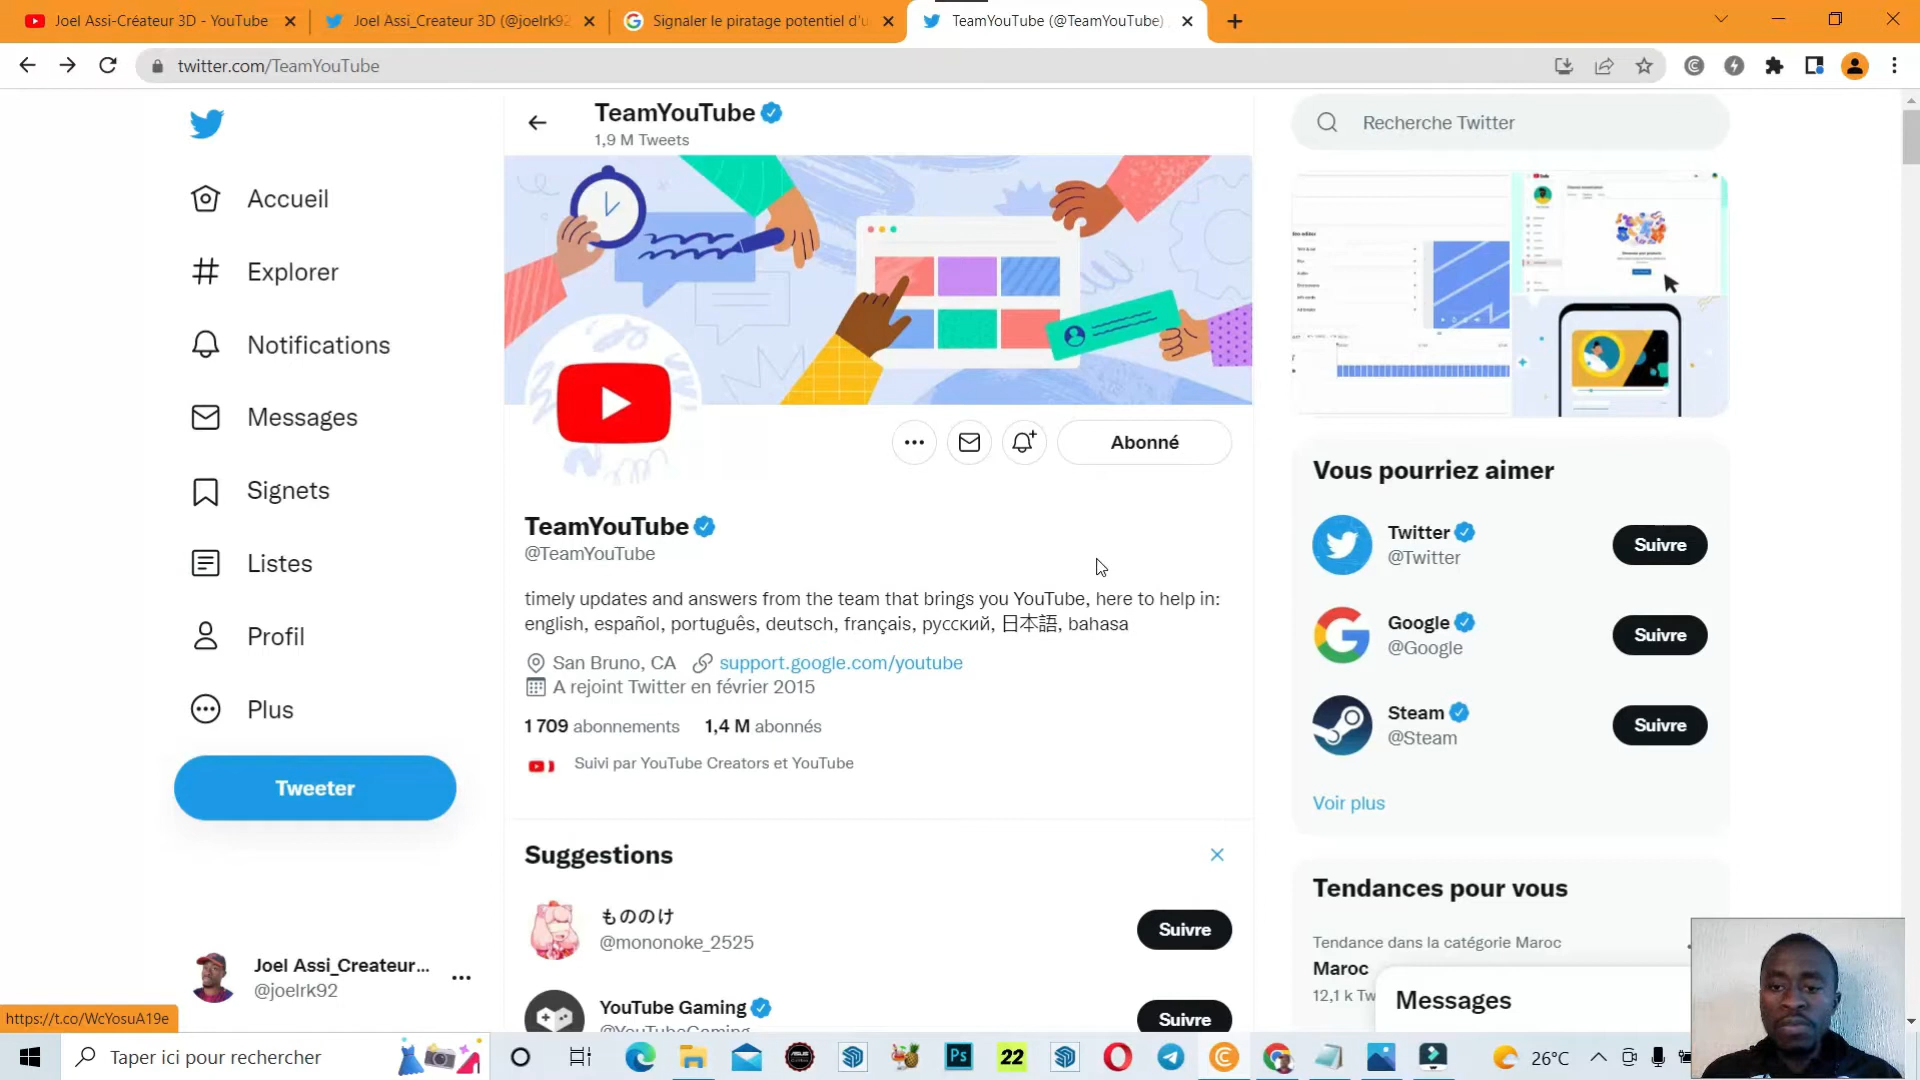 Joel Assi-Créateur 3D - YouTube
Joel Assi_Createur 3D (@joelrk92
Signaler le piratage potentiel d'u
TeamYouTube (@TeamYouTube)
twitter.com/TeamYouTube
TeamYouTube
1,9 M Tweets
Recherche Twitter
Accueil
Explorer
Notifications
Messages
Signets
Listes
Profil
Plus
Tweeter
Joel Assi_Createur...
@joelrk92
https://t.co/WcYosuA19e
Abonné
TeamYouTube
@TeamYouTube
timely updates and answers from the team that brings you YouTube, here to help in:
english, español, português, deutsch, français, русский, 日本語, bahasa
San Bruno, CA support.google.com/youtube
A rejoint Twitter en février 2015
1 709 abonnements 1,4 M abonnés
Suivi par YouTube Creators et YouTube
Suggestions
もののけ
@mononoke_2525
Suivre
YouTube Gaming
@YouTubeGaming
Suivre
Vous pourriez aimer
Twitter
@Twitter
Suivre
Google
@Google
Suivre
Steam
@Steam
Suivre
Voir plus
Tendances pour vous
Tendance dans la catégorie Maroc
Maroc
12,1 k Tw
Messages
Taper ici pour rechercher
Ps
22
26°C